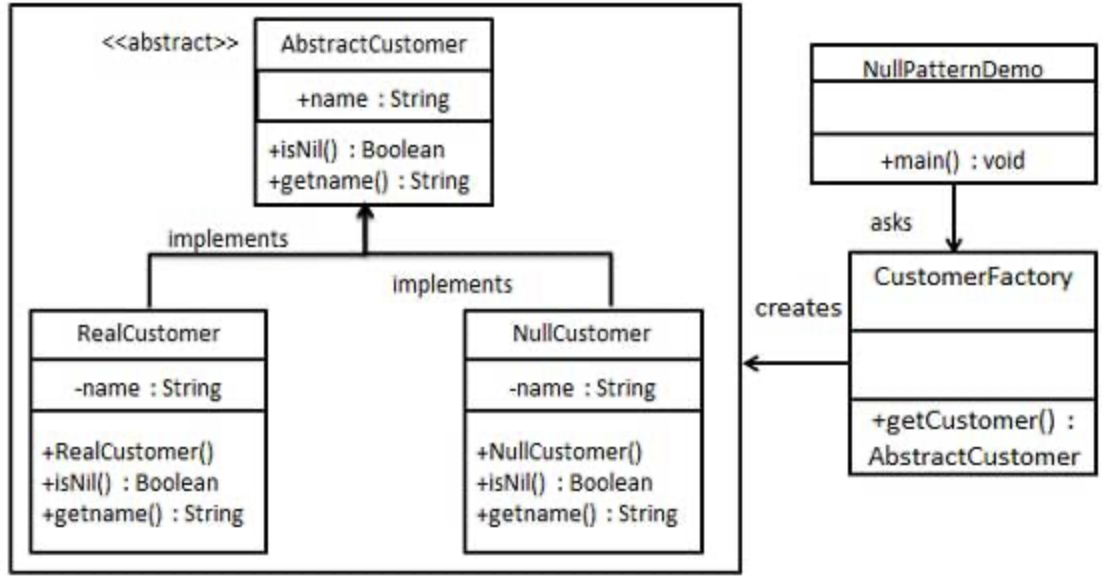 <<abstract>>
AbstractCustomer
+name : String
+isNil() : Boolean
+getname() : String
implements
implements
RealCustomer
-name : String
+RealCustomer()
+isNil() : Boolean
+getname() : String
NullCustomer
-name : String
+NullCustomer()
+isNil() : Boolean
+getname() : String
NullPatternDemo
+main() : void
asks
CustomerFactory
+getCustomer() :
AbstractCustomer
creates